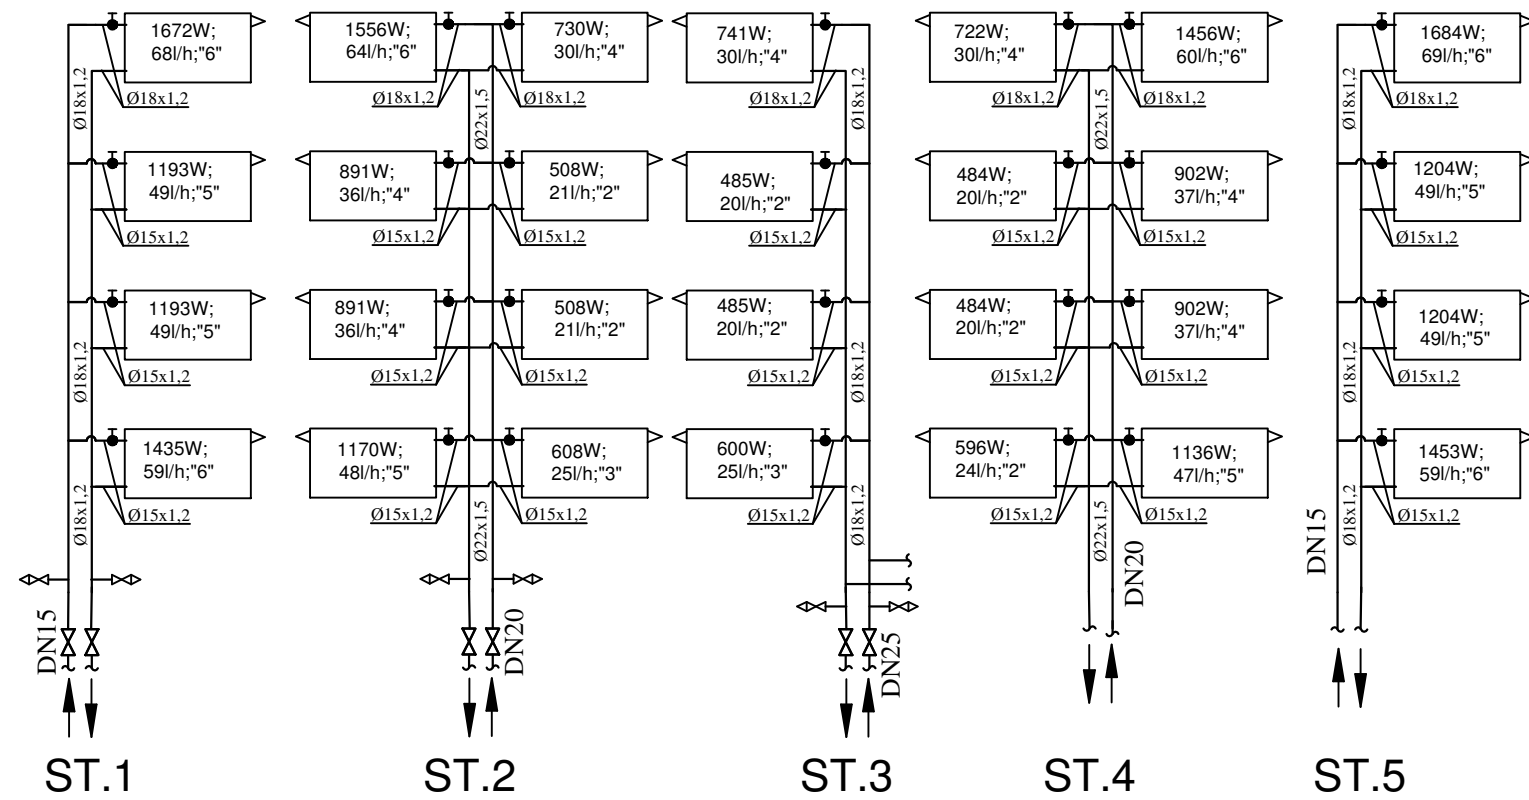 1672W;
68l/h;"6"
Ø18x1,2
Ø18x1,2
1193W;
49l/h;"5"
Ø15x1,2
1193W;
49l/h;"5"
Ø18x1,2
Ø15x1,2
1435W;
59l/h;"6"
Ø18x1,2
Ø15x1,2
DN15
ST.1
1556W;
64l/h;"6"
730W;
30l/h;"4"
Ø18x1,2
Ø22x1,5
Ø18x1,2
891W;
36l/h;"4"
508W;
21l/h;"2"
Ø15x1,2
Ø15x1,2
891W;
36l/h;"4"
508W;
21l/h;"2"
Ø15x1,2
Ø15x1,2
1170W;
48l/h;"5"
608W;
25l/h;"3"
Ø15x1,2
Ø22x1,5
Ø15x1,2
DN20
ST.2
741W;
30l/h;"4"
Ø18x1,2
Ø18x1,2
485W;
20l/h;"2"
Ø15x1,2
485W;
20l/h;"2"
Ø18x1,2
Ø15x1,2
600W;
25l/h;"3"
Ø18x1,2
Ø15x1,2
DN25
ST.3
722W;
30l/h;"4"
1456W;
60l/h;"6"
Ø18x1,2
Ø22x1,5
Ø18x1,2
484W;
20l/h;"2"
902W;
37l/h;"4"
Ø15x1,2
Ø15x1,2
484W;
20l/h;"2"
902W;
37l/h;"4"
Ø15x1,2
Ø15x1,2
596W;
24l/h;"2"
1136W;
47l/h;"5"
Ø15x1,2
Ø22x1,5
Ø15x1,2
DN20
ST.4
1684W;
69l/h;"6"
Ø18x1,2
Ø18x1,2
1204W;
49l/h;"5"
Ø15x1,2
1204W;
49l/h;"5"
Ø18x1,2
Ø15x1,2
1453W;
59l/h;"6"
Ø18x1,2
Ø15x1,2
DN15
ST.5